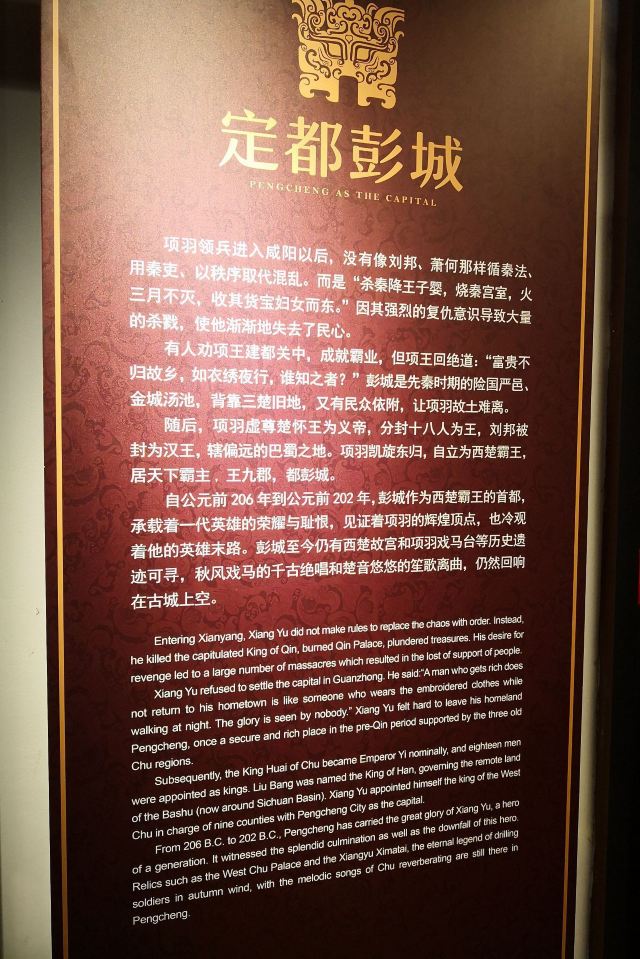 定都彭城
PENGCHENG AS THE CAPITAL
项羽领兵进入咸阳以后，没有像刘邦、萧何那样循秦法、
用秦吏、以秩序取代混乱。而是“杀秦降王子婴，烧秦宫室，火
三月不灭，收其货宝妇女而东。”因其强烈的复仇意识导致大量
的杀戮，使他渐渐地失去了民心。
有人劝项王建都关中，成就霸业，但项王回绝道：“富贵不
归故乡，如衣绣夜行，谁知之者？”彭城是先秦时期的险国严邑、
金城汤池，背靠三楚旧地，又有民众依附，让项羽故土难离。
随后，项羽虚尊楚怀王为义帝，分封十八人为王，刘邦被
封为汉王，辖偏远的巴蜀之地。项羽凯旋东归，自立为西楚霸王，
居天下霸主，王九郡，都彭城。
自公元前206年到公元前202年，彭城作为西楚霸王的首都，
承载着一代英雄的荣耀与耻恨，见证着项羽的辉煌顶点，也冷观
着他的英雄末路。彭城至今仍有西楚故宫和项羽戏马台等历史遗
迹可寻，秋风戏马的千古绝唱和楚音悠悠的笙歌离曲，仍然回响
在古城上空。
Entering Xianyang, Xiang Yu did not make rules to replace the chaos with order. Instead,
he killed the capitulated King of Qin, burned Qin Palace, plundered treasures. His desire for
revenge led to a large number of massacres which resulted in the lost of support of people.
Xiang Yu refused to settle the capital in Guanzhong. He said:"A man who gets rich does
not return to his hometown is like someone who wears the embroidered clothes while
walking at night. The glory is seen by nobody." Xiang Yu felt hard to leave his homeland
Pengcheng, once a secure and rich place in the pre-Qin period supported by the three old
Chu regions.
Subsequently, the King Huai of Chu became Emperor Yi nominally, and eighteen men
were appointed as kings. Liu Bang was named the King of Han, governing the remote land
of the Bashu (now around Sichuan Basin). Xiang Yu appointed himself the king of the West
Chu in charge of nine counties with Pengcheng City as the capital.
From 206 B.C. to 202 B.C., Pengcheng has carried the great glory of Xiang Yu, a hero
of a generation. It witnessed the splendid culmination as well as the downfall of this hero.
Relics such as the West Chu Palace and the Xiangyu Ximatai, the eternal legend of drilling
soldiers in autumn wind, with the melodic songs of Chu reverberating are still there in
Pengcheng.